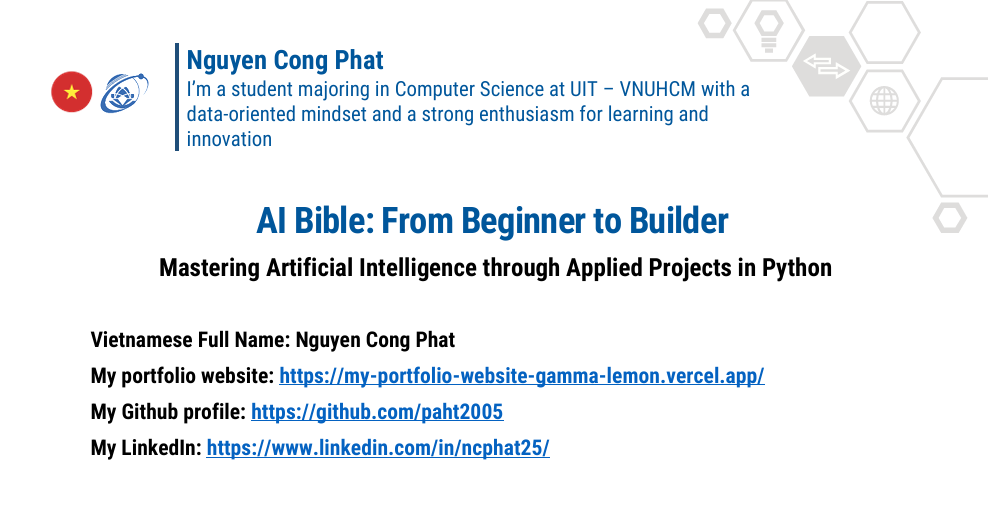 Nguyen Cong Phat
I'm a student majoring in Computer Science at UIT – VNUHCM with a
data-oriented mindset and a strong enthusiasm for learning and
innovation
AI Bible: From Beginner to Builder
Mastering Artificial Intelligence through Applied Projects in Python
Vietnamese Full Name: Nguyen Cong Phat
My portfolio website: https://my-portfolio-website-gamma-lemon.vercel.app/
My Github profile: https://github.com/paht2005
My LinkedIn: https://www.linkedin.com/in/ncphat25/